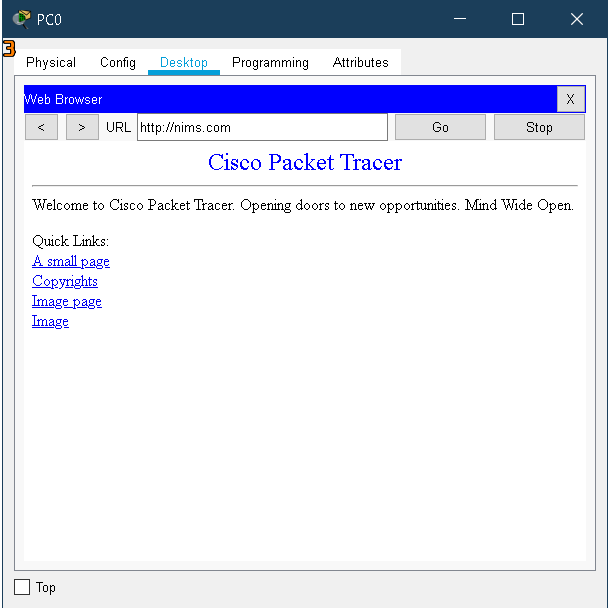 PC0
3
Physical Config Desktop Programming Attributes
Web Browser X
< > URL http://nims.com Go Stop
Cisco Packet Tracer
Welcome to Cisco Packet Tracer. Opening doors to new opportunities. Mind Wide Open.
Quick Links:
A small page
Copyrights
Image page
Image
Top